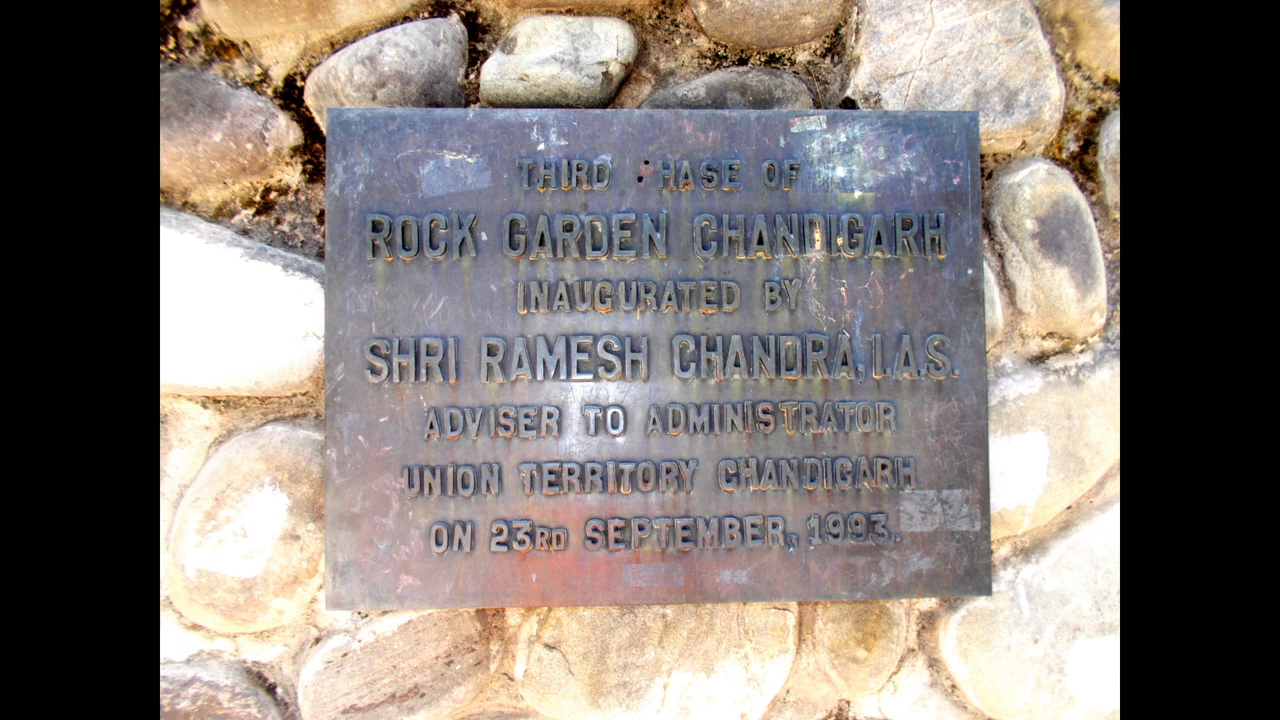 THIRD HASE OF
ROCK GARDEN CHANDIGARH
INAUGURATED BY
SHRI RAMESH CHANDRA, I.A.S.
ADVISER TO ADMINISTRATOR
UNION TERRITORY CHANDIGARH
ON 23RD SEPTEMBER, 1993.